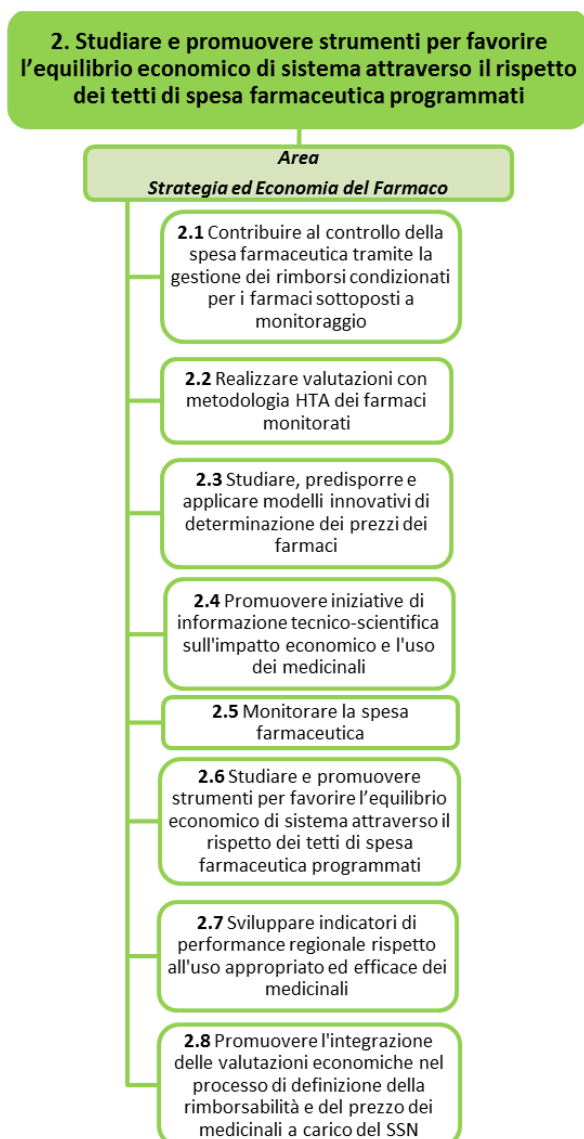 2. Studiare e promuovere strumenti per favorire
l'equilibrio economico di sistema attraverso il rispetto
dei tetti di spesa farmaceutica programmati
Area
Strategia ed Economia del Farmaco
2.1 Contribuire al controllo della
spesa farmaceutica tramite la
gestione dei rimborsi condizionati
per i farmaci sottoposti a
monitoraggio
2.2 Realizzare valutazioni con
metodologia HTA dei farmaci
monitorati
2.3 Studiare, predisporre e
applicare modelli innovativi di
determinazione dei prezzi dei
farmaci
2.4 Promuovere iniziative di
informazione tecnico-scientifica
sull'impatto economico e l'uso
dei medicinali
2.5 Monitorare la spesa
farmaceutica
2.6 Studiare e promuovere
strumenti per favorire l'equilibrio
economico di sistema attraverso il
rispetto dei tetti di spesa
farmaceutica programmati
2.7 Sviluppare indicatori di
performance regionale rispetto
all'uso appropriato ed efficace dei
medicinali
2.8 Promuovere l'integrazione
delle valutazioni economiche nel
processo di definizione della
rimborsabilità e del prezzo dei
medicinali a carico del SSN